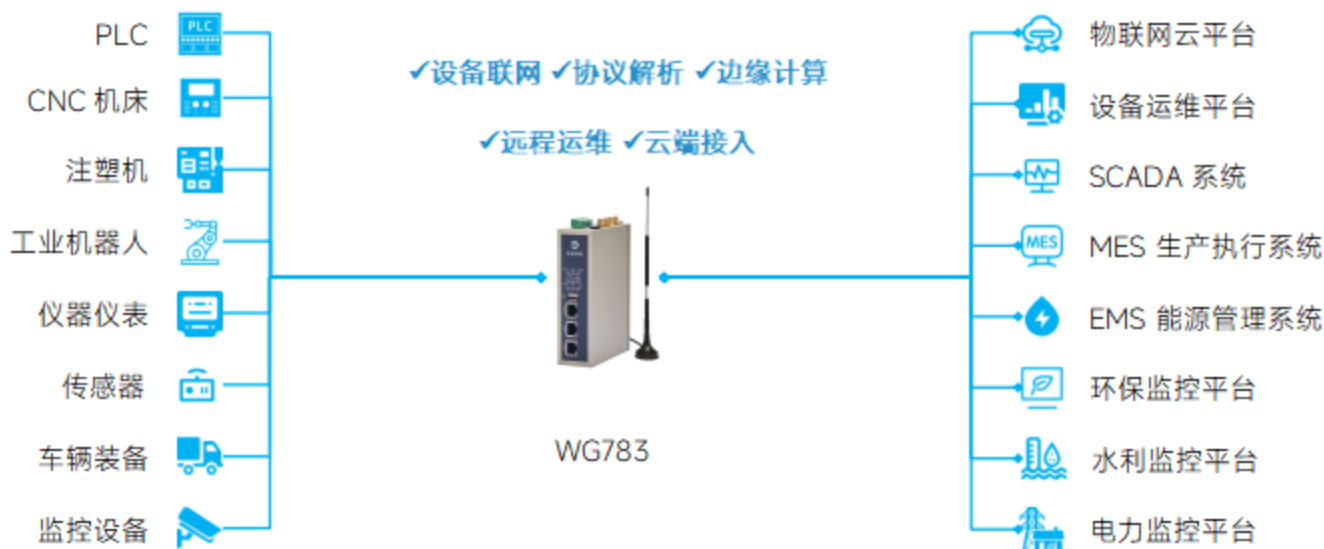 PLC
PLC
CNC 机床
注塑机
工业机器人
仪器仪表
传感器
车辆装备
监控设备
✓设备联网 ✓协议解析 ✓边缘计算
✓远程运维 ✓云端接入
WG783
物联网云平台
设备运维平台
SCADA 系统
MES
MES 生产执行系统
EMS 能源管理系统
环保监控平台
水利监控平台
电力监控平台